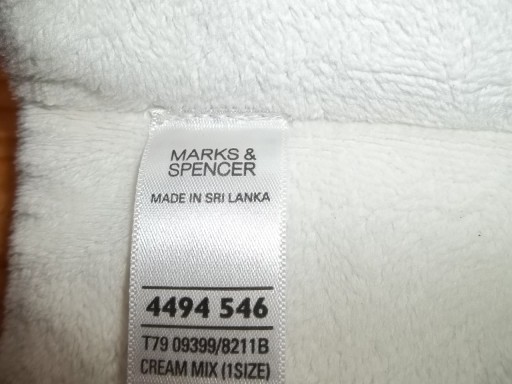 MARKS &
SPENCER
MADE IN SRI LANKA
4494 546
T79 09399/8211B
CREAM MIX (1SIZE)